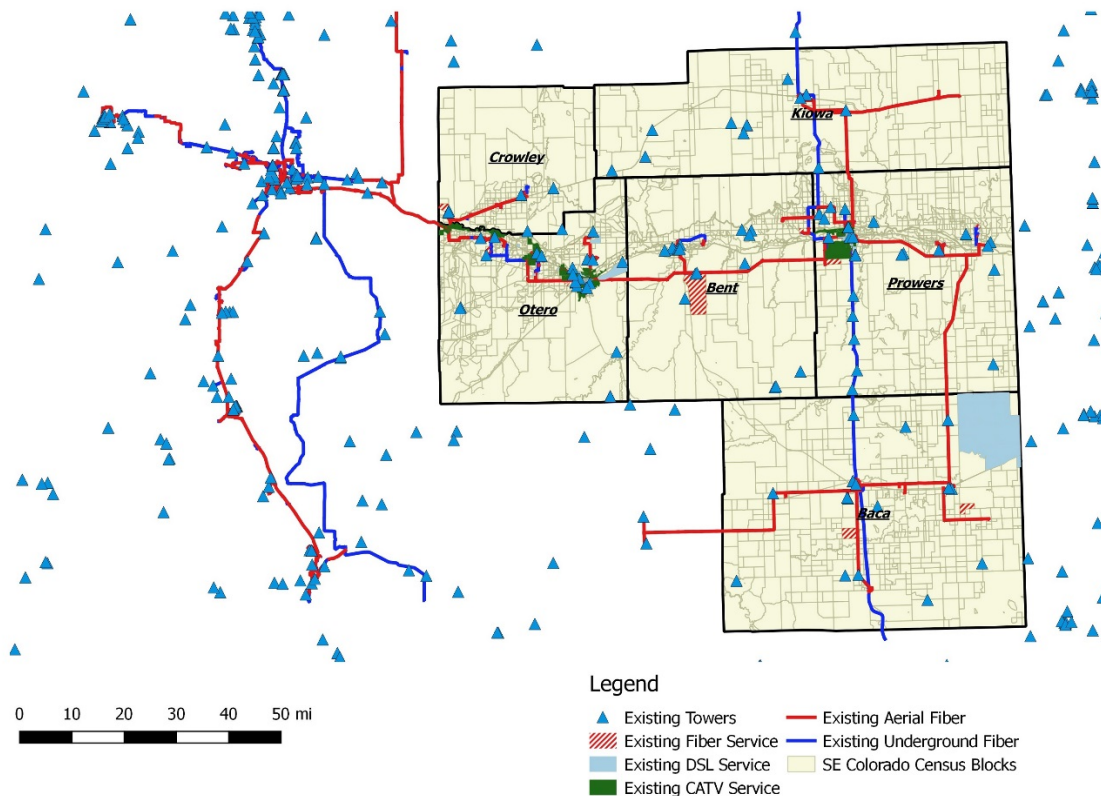 Kiowa
Crowley
Bent
Prowers
Otero
Baca
0 10 20 30 40 50 mi
Legend
Existing Towers
Existing Fiber Service
Existing DSL Service
Existing CATV Service
Existing Aerial Fiber
Existing Underground Fiber
SE Colorado Census Blocks